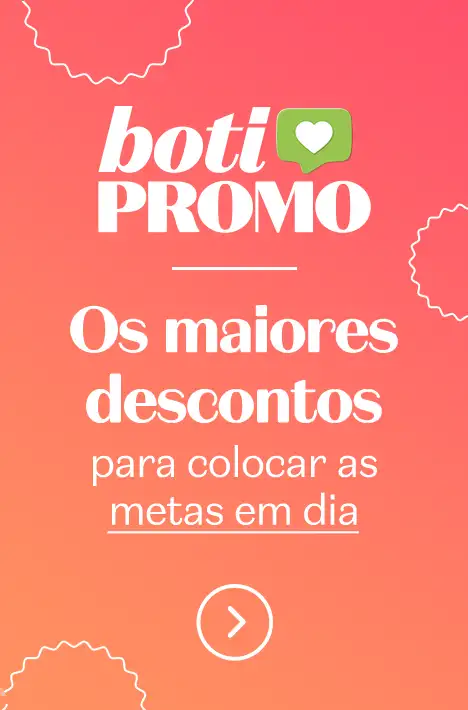 boti
PROMO
Os maiores
descontos
para colocar as
metas em dia